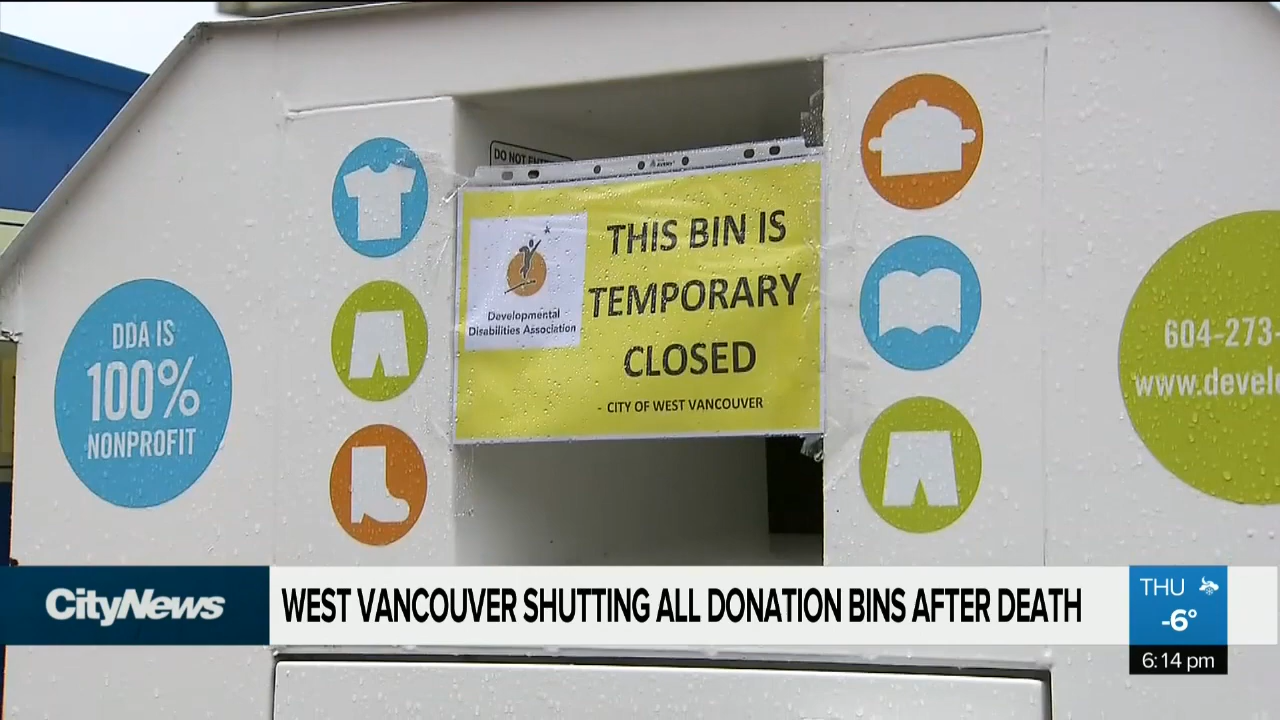 DO NOT
AVERY
THIS BIN IS
TEMPORARY
CLOSED
- CITY OF WEST VANCOUVER
Developmental
Disabilities Association
DDA IS
100%
NONPROFIT
604-273-
www.devel
CityNews
WEST VANCOUVER SHUTTING ALL DONATION BINS AFTER DEATH
THU
-6°
6:14 pm